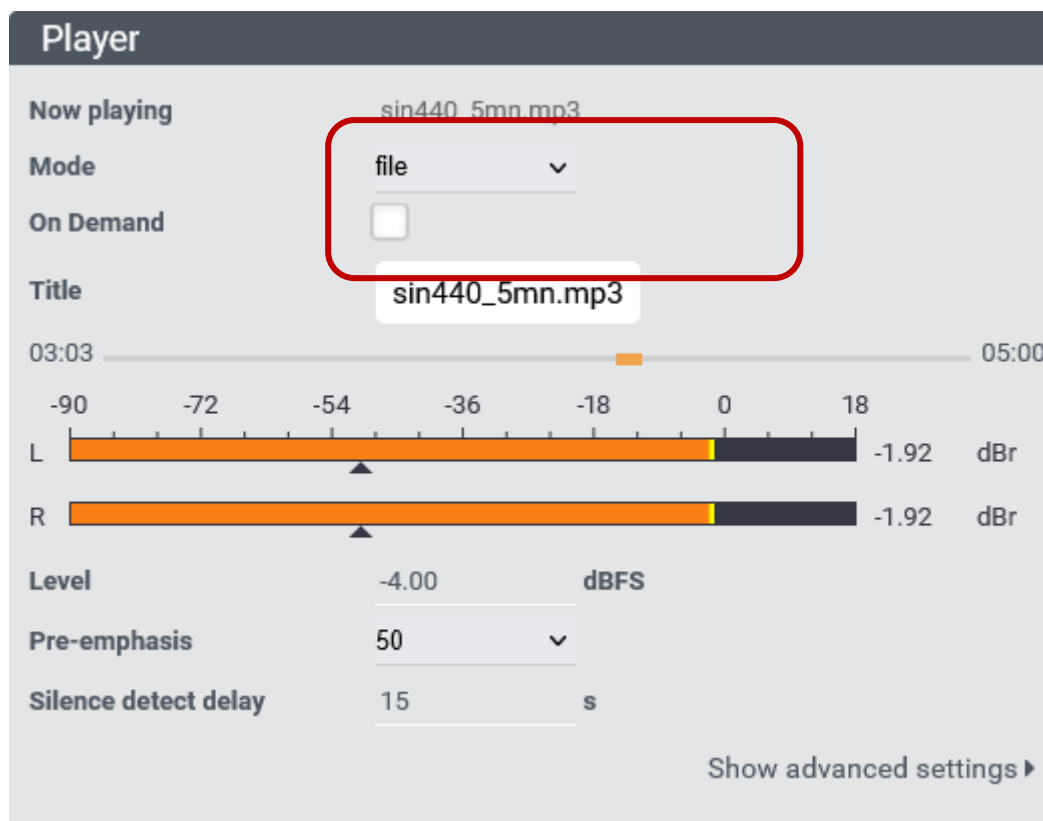 Player
Now playing sin440_5mn.mp3
Mode file
On Demand
Title sin440_5mn.mp3
03:03 05:00
-90 -72 -54 -36 -18 0 18
L -1.92 dBr
R -1.92 dBr
Level -4.00 dBFS
Pre-emphasis 50
Silence detect delay 15 s
Show advanced settings